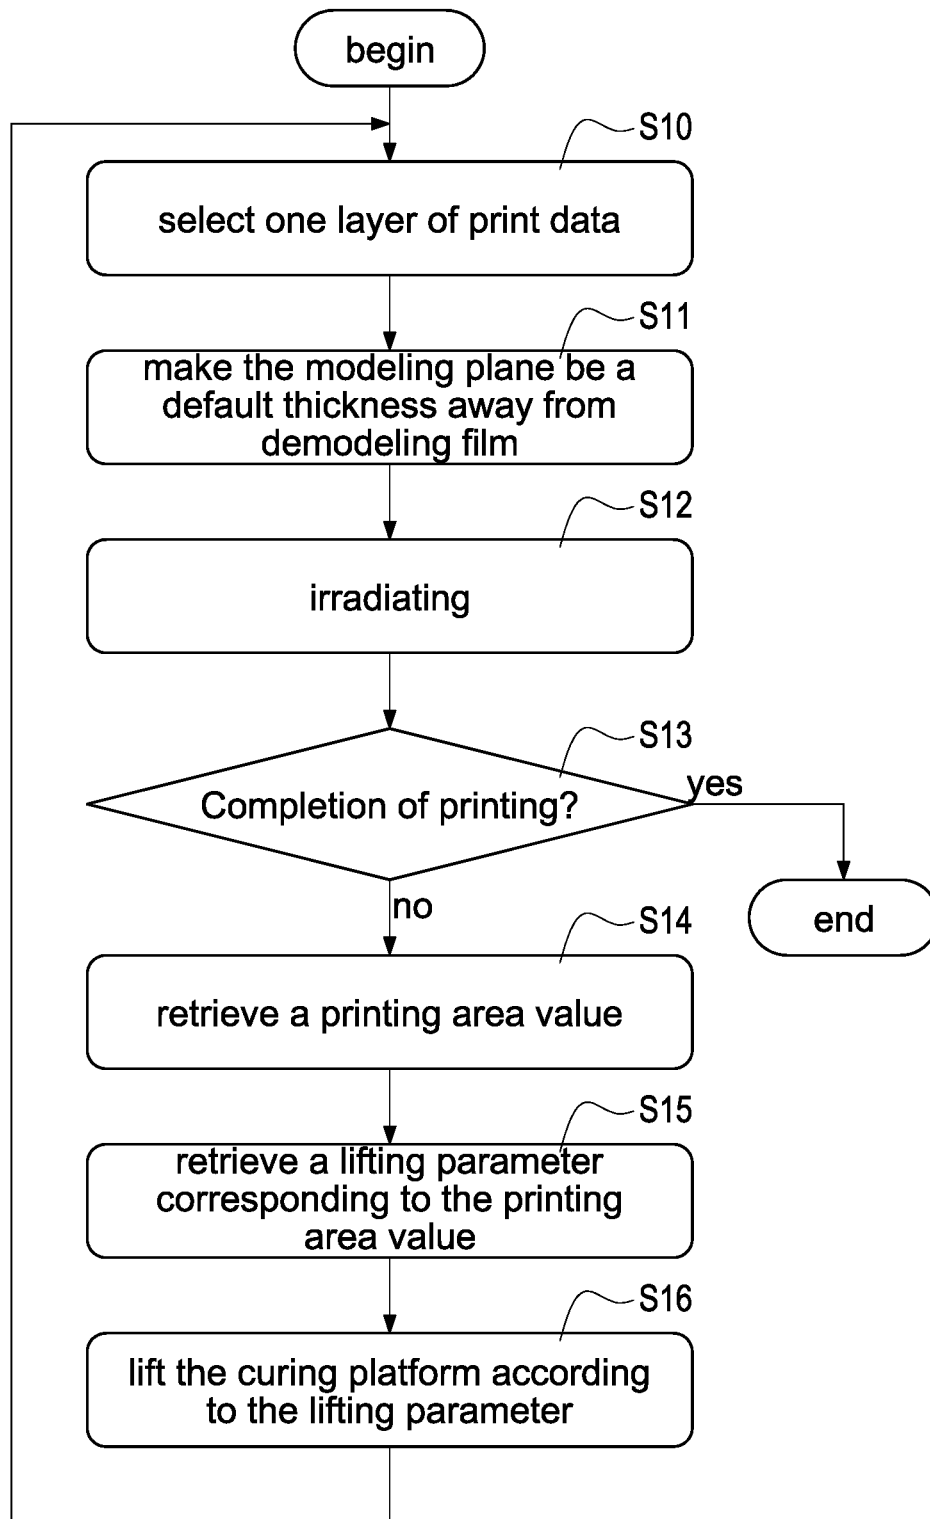 begin
S10
select one layer of print data
S11
make the modeling plane be a
default thickness away from
demodeling film
S12
irradiating
S13
Completion of printing?
yes
no
end
S14
retrieve a printing area value
S15
retrieve a lifting parameter
corresponding to the printing
area value
S16
lift the curing platform according
to the lifting parameter